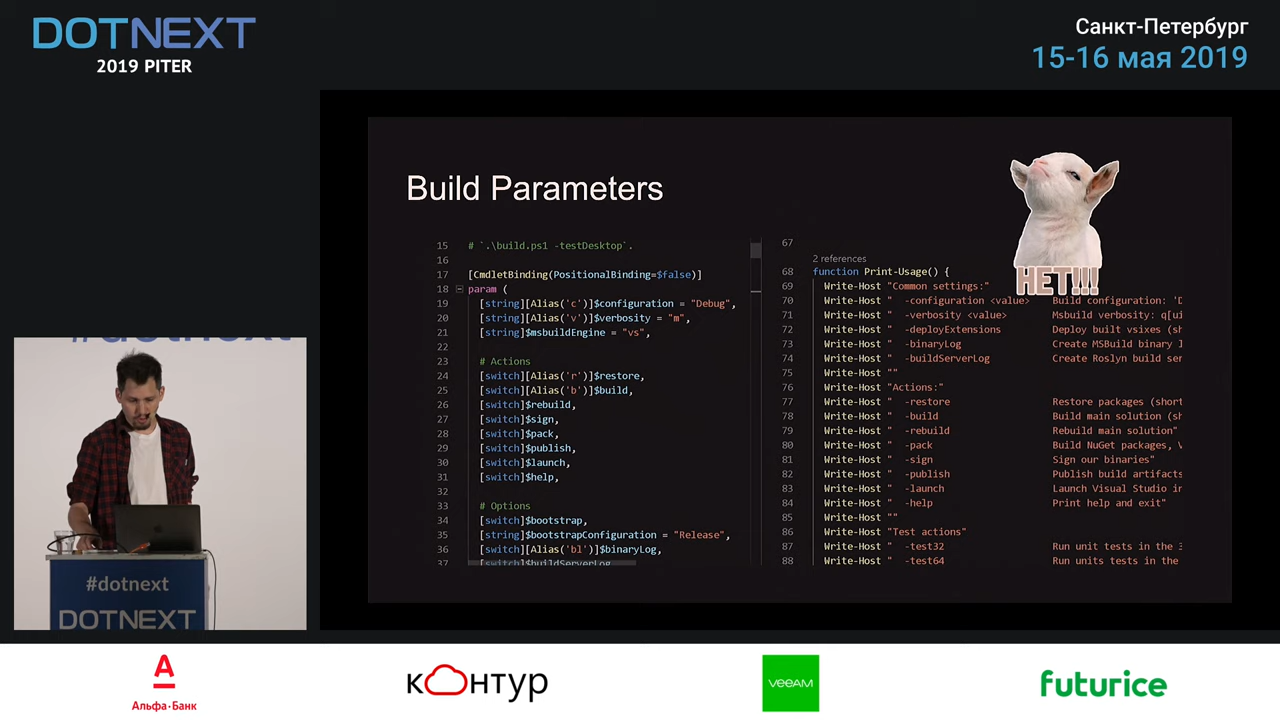 DOTNEXT
2019 PITER
Санкт-Петербург
15-16 мая 2019
Build Parameters
НЕТ!!!
15 # `.\build.ps1 -testDesktop`.
16
17 [CmdletBinding(PositionalBinding=$false)]
18 param (
19 [string][Alias('c')]$configuration = "Debug",
20 [string][Alias('v')]$verbosity = "m",
21 [string]$msbuildEngine = "vs",
22
23 # Actions
24 [switch][Alias('r')]$restore,
25 [switch][Alias('b')]$build,
26 [switch]$rebuild,
27 [switch]$sign,
28 [switch]$pack,
29 [switch]$publish,
30 [switch]$launch,
31 [switch]$help,
32
33 # Options
34 [switch]$bootstrap,
35 [string]$bootstrapConfiguration = "Release",
36 [switch][Alias('bl')]$binaryLog,
37 [switch]$buildServerLog
67
2 references
68 function Print-Usage() {
69 Write-Host "Common settings:"
70 Write-Host " -configuration <value> Build configuration: 'D
71 Write-Host " -verbosity <value> Msbuild verbosity: q[ui
72 Write-Host " -deployExtensions Deploy built vsixes (sh
73 Write-Host " -binaryLog Create MSBuild binary l
74 Write-Host " -buildServerLog Create Roslyn build ser
75 Write-Host ""
76 Write-Host "Actions:"
77 Write-Host " -restore Restore packages (short
78 Write-Host " -build Build main solution (sh
79 Write-Host " -rebuild Rebuild main solution"
80 Write-Host " -pack Build NuGet packages, V
81 Write-Host " -sign Sign our binaries"
82 Write-Host " -publish Publish build artifacts
83 Write-Host " -launch Launch Visual Studio in
84 Write-Host " -help Print help and exit"
85 Write-Host ""
86 Write-Host "Test actions"
87 Write-Host " -test32 Run unit tests in the 3
88 Write-Host " -test64 Run units tests in the
#dotnext
DOTNEXT
Альфа·Банк
контур
veeam
futurice